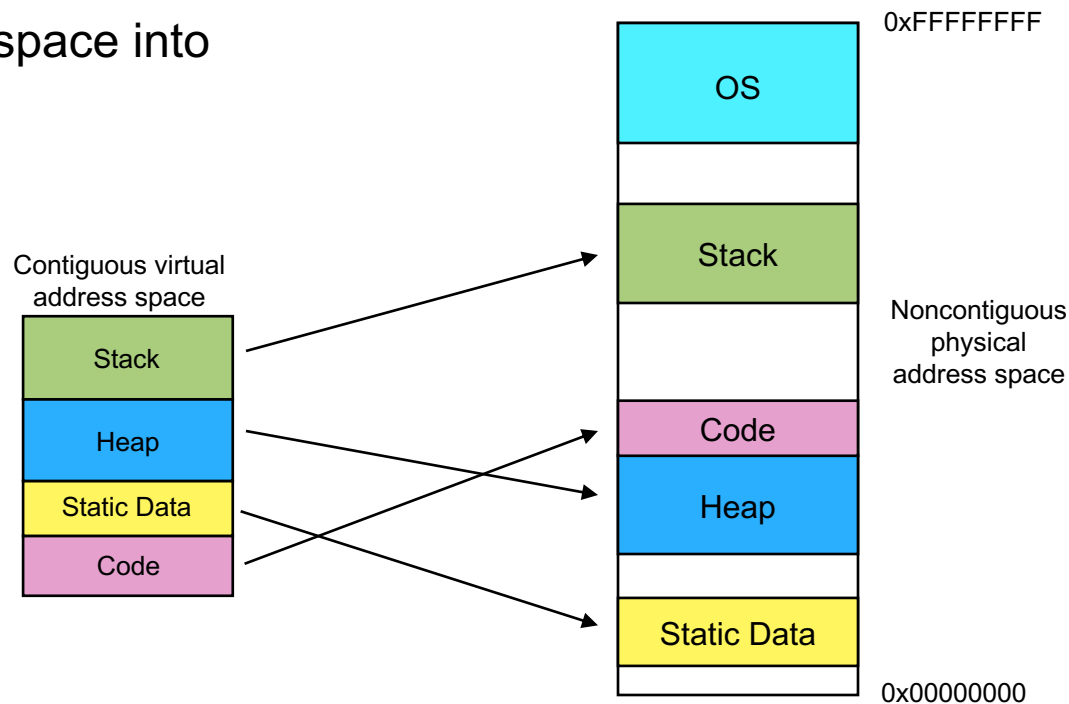 space into
0xFFFFFFFF
OS
Stack
Contiguous virtual
address space
Stack
Heap
Static Data
Code
Noncontiguous
physical
address space
Code
Heap
Static Data
0x00000000